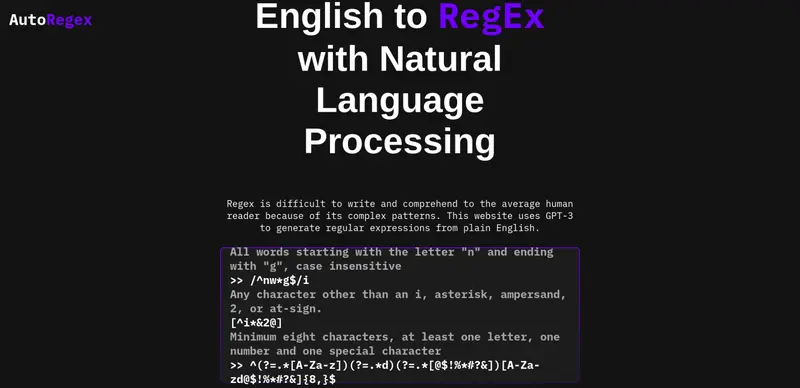 AutoRegex
English to RegEx
with Natural
Language
Processing
Regex is difficult to write and comprehend to the average human
reader because of its complex patterns. This website uses GPT-3
to generate regular expressions from plain English.
All words starting with the letter "n" and ending
with "g", case insensitive
>> /^nw*g$/i
Any character other than an i, asterisk, ampersand,
2, or at-sign.
[^i*&2@]
Minimum eight characters, at least one letter, one
number and one special character
>> ^(?=.*[A-Za-z])(?=.*d)(?=.*[@$!%*#?&])[A-Za-
zd@$!%*#?&]{8,}$